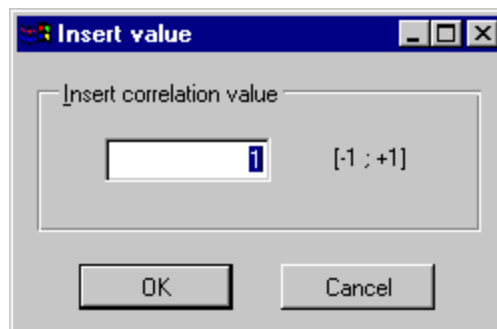 Insert value
Insert correlation value
1 [-1 ; +1]
OK Cancel